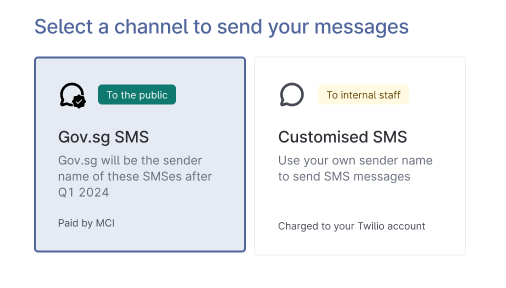 Select a channel to send your messages
To the public
Gov.sg SMS
Gov.sg will be the sender
name of these SMSes after
Q1 2024
Paid by MCI
To internal staff
Customised SMS
Use your own sender name
to send SMS messages
Charged to your Twilio account